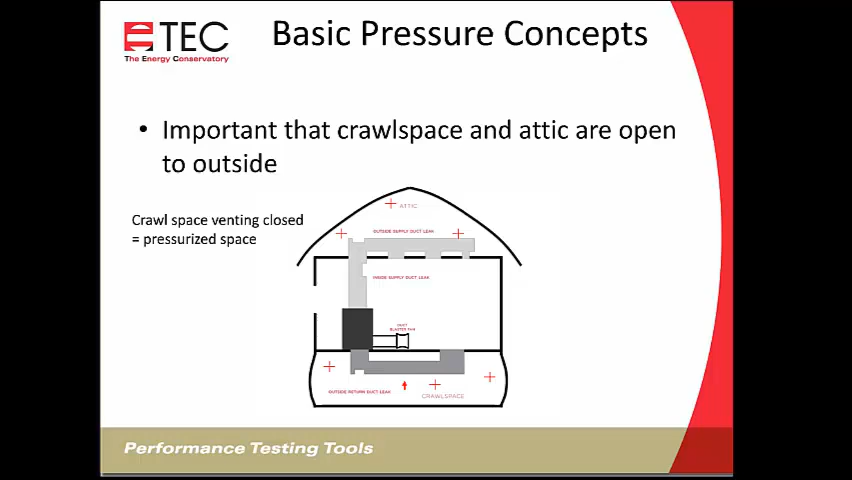 TEC
The Energy Conservatory
Basic Pressure Concepts
• Important that crawlspace and attic are open
to outside
Crawl space venting closed
= pressurized space
ATTIC
OUTSIDE SUPPLY DUCT LEAK
INSIDE SUPPLY DUCT LEAK
DUCT
BLASTER FAN
OUTSIDE RETURN DUCT LEAK
CRAWLSPACE
Performance Testing Tools